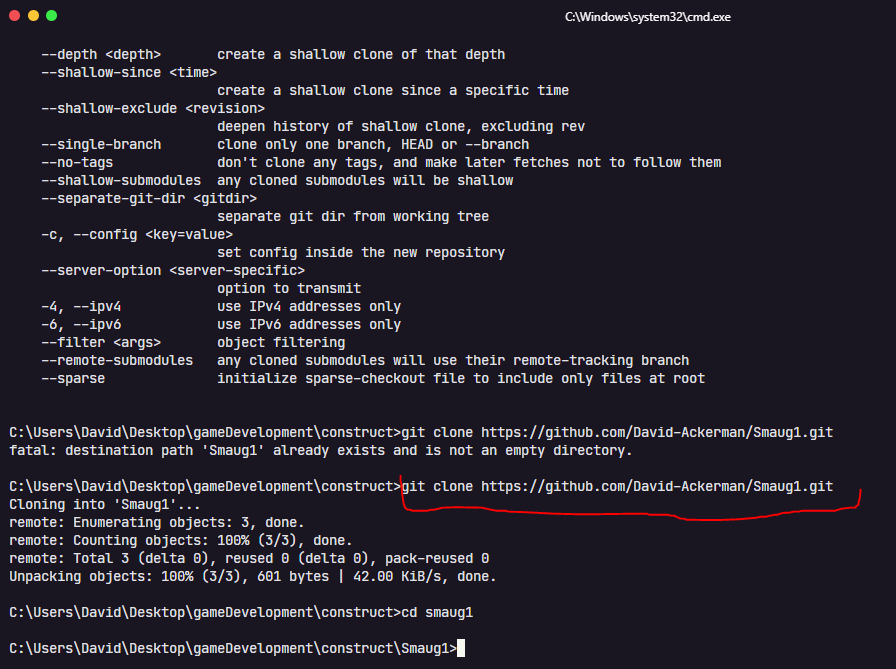 C:\Windows\system32\cmd.exe
--depth <depth> create a shallow clone of that depth
--shallow-since <time>
create a shallow clone since a specific time
--shallow-exclude <revision>
deepen history of shallow clone, excluding rev
--single-branch clone only one branch, HEAD or --branch
--no-tags don't clone any tags, and make later fetches not to follow them
--shallow-submodules any cloned submodules will be shallow
--separate-git-dir <gitdir>
separate git dir from working tree
-c, --config <key=value>
set config inside the new repository
--server-option <server-specific>
option to transmit
-4, --ipv4 use IPv4 addresses only
-6, --ipv6 use IPv6 addresses only
--filter <args> object filtering
--remote-submodules any cloned submodules will use their remote-tracking branch
--sparse initialize sparse-checkout file to include only files at root
C:\Users\David\Desktop\gameDevelopment\construct>git clone https://github.com/David-Ackerman/Smaug1.git
fatal: destination path 'Smaug1' already exists and is not an empty directory.
C:\Users\David\Desktop\gameDevelopment\construct>git clone https://github.com/David-Ackerman/Smaug1.git
Cloning into 'Smaug1'...
remote: Enumerating objects: 3, done.
remote: Counting objects: 100% (3/3), done.
remote: Total 3 (delta 0), reused 0 (delta 0), pack-reused 0
Unpacking objects: 100% (3/3), 601 bytes | 42.00 KiB/s, done.
C:\Users\David\Desktop\gameDevelopment\construct>cd smaug1
C:\Users\David\Desktop\gameDevelopment\construct\Smaug1>